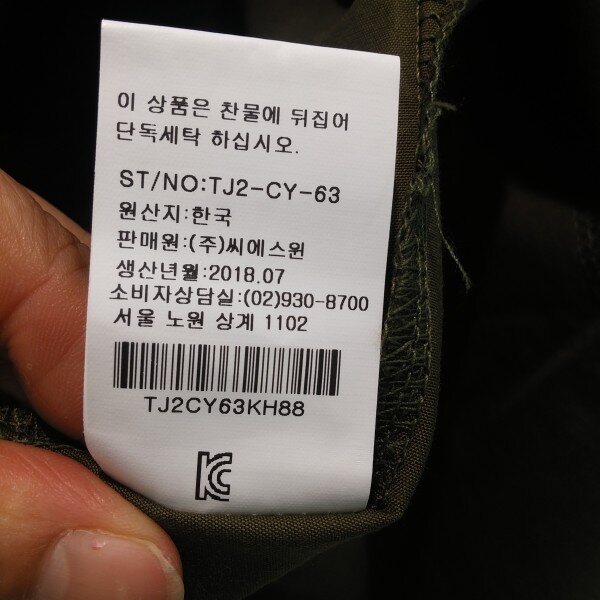 이 상품은 찬물에 뒤집어
단독세탁 하십시오.
ST/NO:TJ2-CY-63
원산지:한국
판매원:(주)씨에스윈
생산년월:2018.07
소비자상담실:(02)930-8700
서울 노원 상계 1102
TJ2CY63KH88
KC